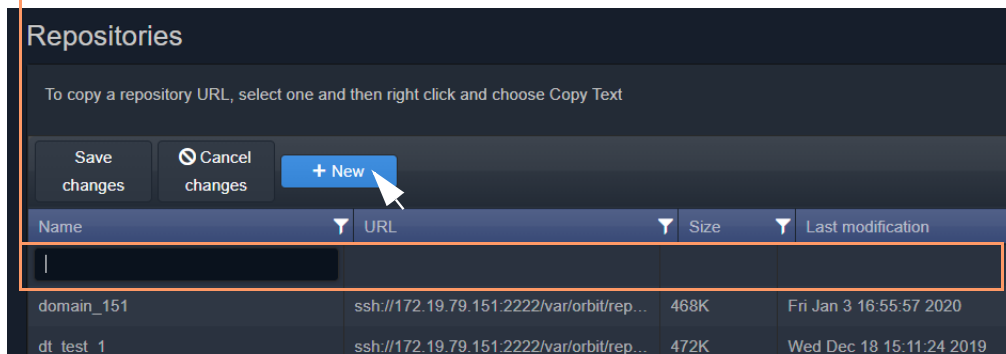 Repositories
To copy a repository URL, select one and then right click and choose Copy Text
Save changes Cancel changes + New
Name URL Size Last modification
domain_151 ssh://172.19.79.151:2222/var/orbit/rep... 468K Fri Jan 3 16:55:57 2020
dt_test_1 ssh://172.19.79.151:2222/var/orbit/rep... 472K Wed Dec 18 15:11:24 2019